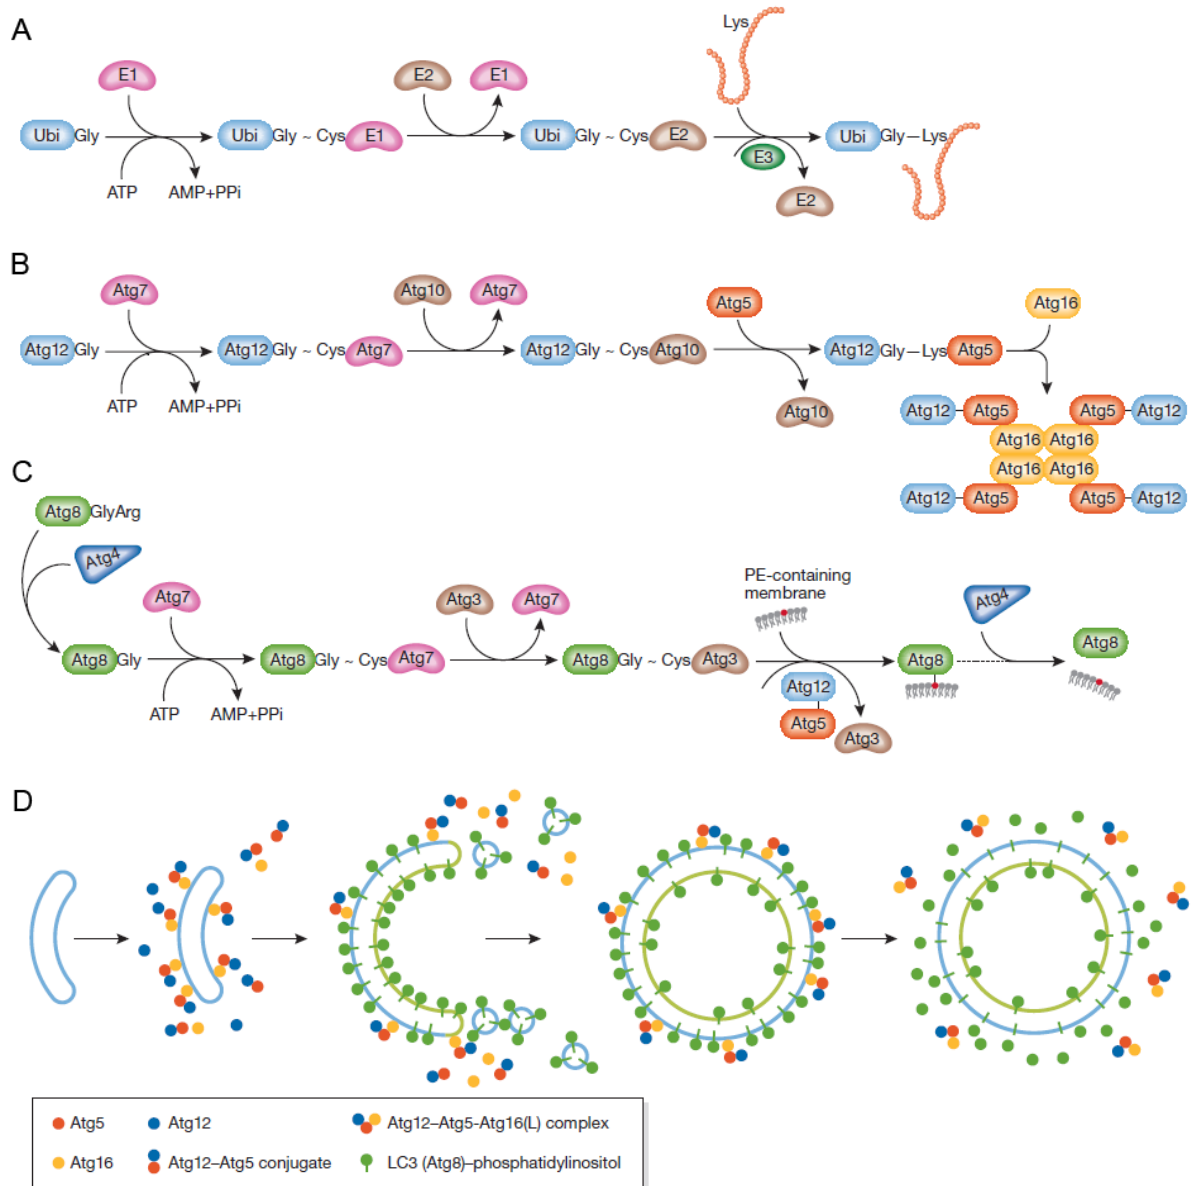 A
Lys
E1
E2
E1
Ubi Gly
Ubi Gly ~ Cys E1
Ubi Gly ~ Cys E2
Ubi Gly – Lys
E3
ATP
AMP+PPi
E2
B
Atg7
Atg10
Atg7
Atg5
Atg16
Atg12 Gly
Atg12 Gly ~ Cys Atg7
Atg12 Gly ~ Cys Atg10
Atg12 Gly – Lys Atg5
ATP
AMP+PPi
Atg10
Atg12 Atg5
Atg5 Atg12
Atg16 Atg16
Atg16 Atg16
Atg12 Atg5
Atg5 Atg12
C
Atg8 GlyArg
Atg4
Atg7
Atg3
Atg7
PE-containing
membrane
Atg4
Atg8
Atg8 Gly
Atg8 Gly ~ Cys Atg7
Atg8 Gly ~ Cys Atg3
Atg8
Atg12
Atg5
Atg3
ATP
AMP+PPi
D
Atg5
Atg12
Atg12–Atg5-Atg16(L) complex
Atg16
Atg12–Atg5 conjugate
LC3 (Atg8)–phosphatidylinositol